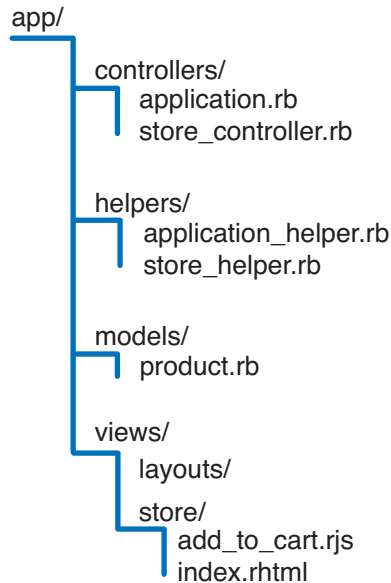 app/
controllers/
application.rb
store_controller.rb
helpers/
application_helper.rb
store_helper.rb
models/
product.rb
views/
layouts/
store/
add_to_cart.rjs
index.rhtml